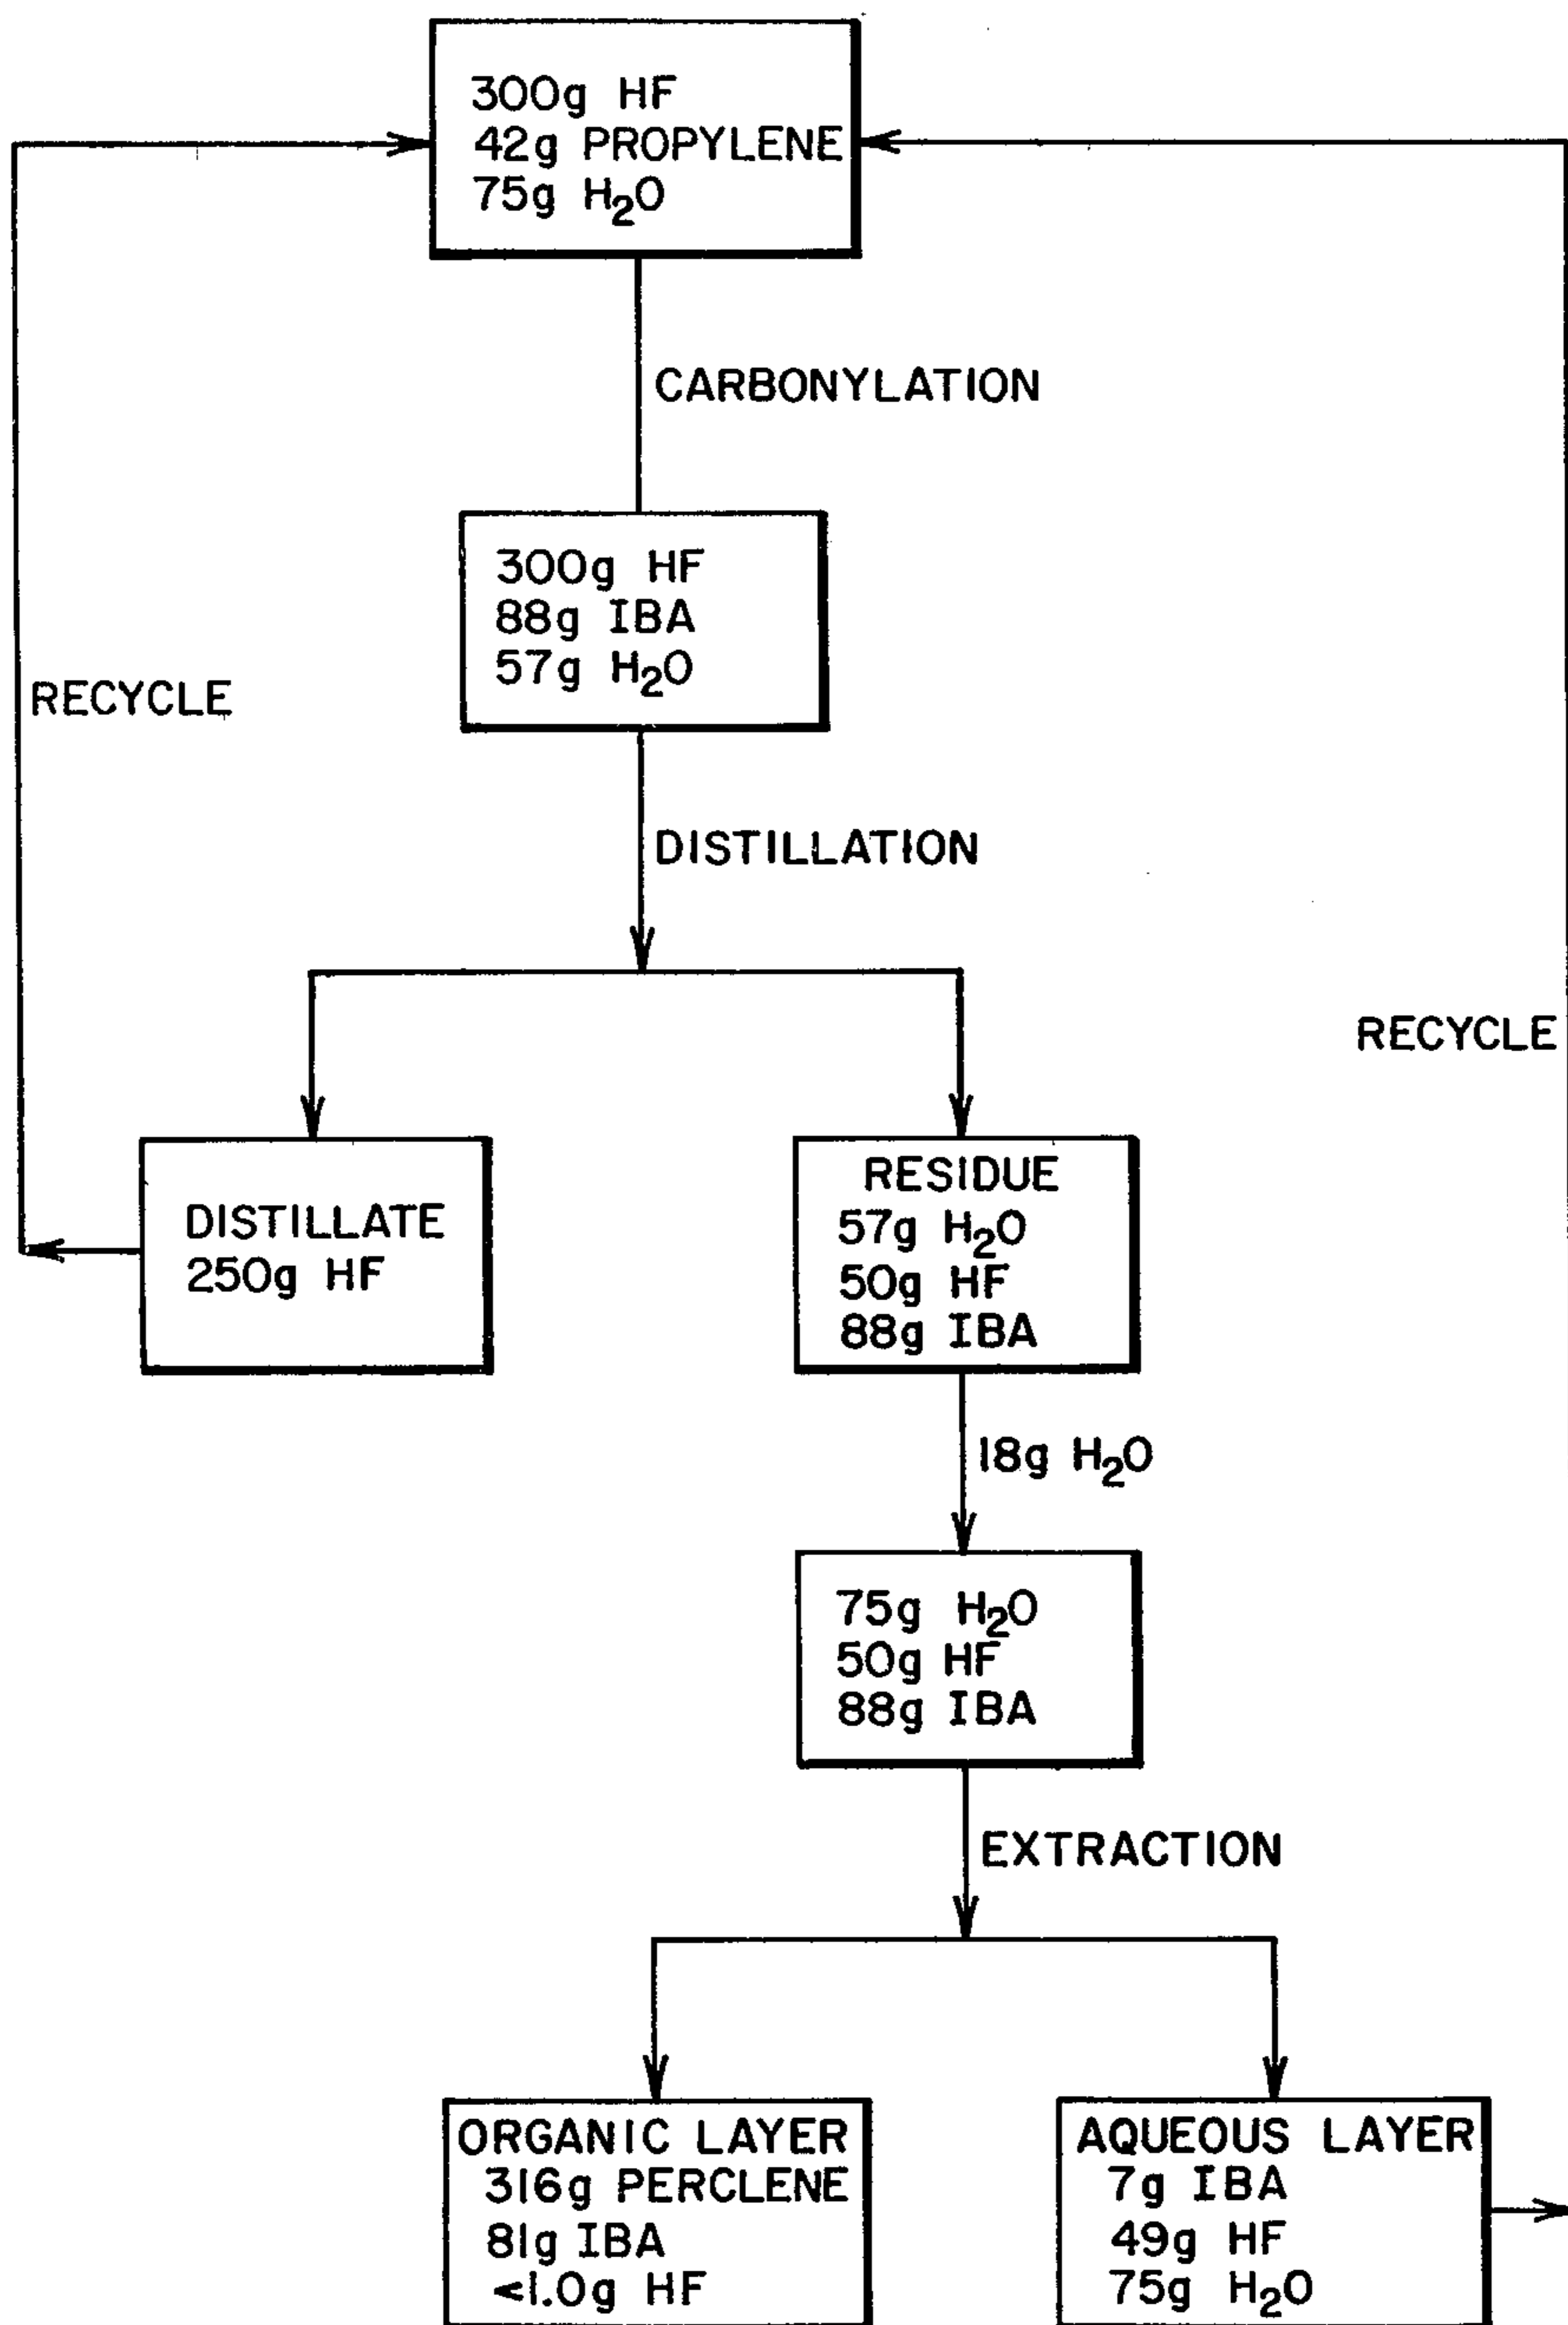 300g HF
42g PROPYLENE
75g H₂O
CARBONYLATION
300g HF
88g IBA
57g H₂O
RECYCLE
DISTILLATION
RECYCLE
DISTILLATE
250g HF
RESIDUE
57g H₂O
50g HF
88g IBA
18g H₂O
75g H₂O
50g HF
88g IBA
EXTRACTION
ORGANIC LAYER
316g PERCLENE
81g IBA
<1.0g HF
AQUEOUS LAYER
7g IBA
49g HF
75g H₂O